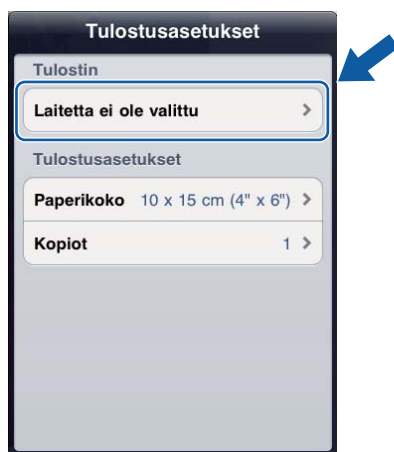 Tulostusasetukset
Tulostin
Laitetta ei ole valittu
Tulostusasetukset
Paperikoko 10 x 15 cm (4" x 6")
Kopiot 1